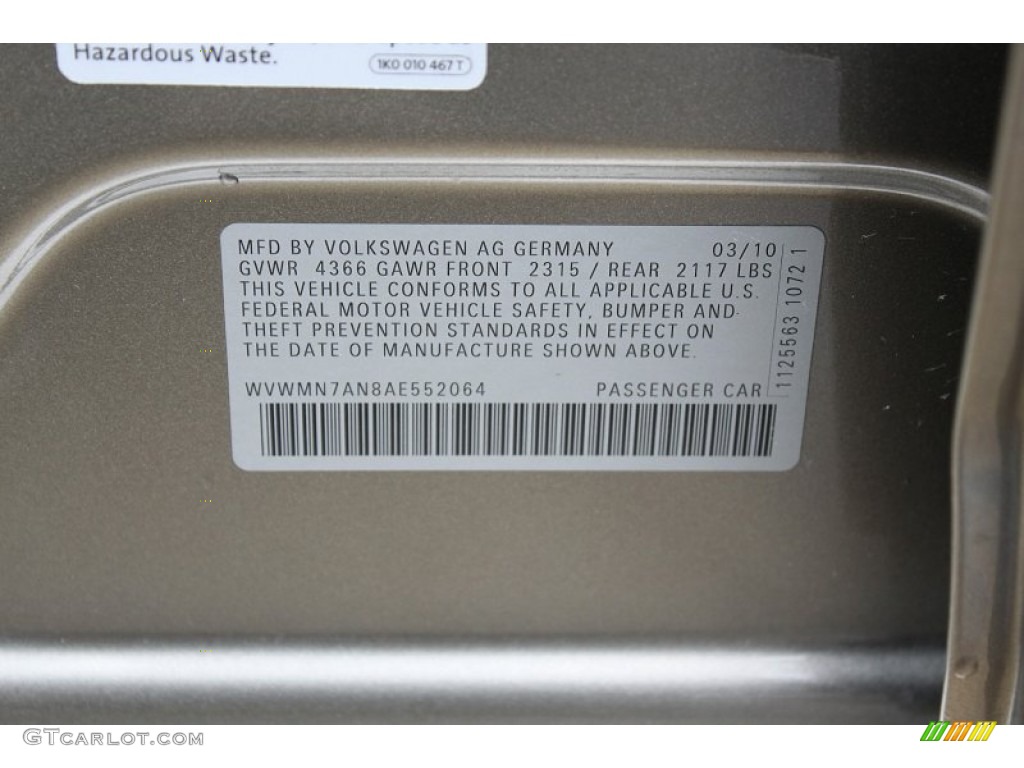 Hazardous Waste.
1K0 010 467 T
MFD BY VOLKSWAGEN AG GERMANY 03/10
GVWR 4366 GAWR FRONT 2315 / REAR 2117 LBS
THIS VEHICLE CONFORMS TO ALL APPLICABLE U.S.
FEDERAL MOTOR VEHICLE SAFETY, BUMPER AND
THEFT PREVENTION STANDARDS IN EFFECT ON
THE DATE OF MANUFACTURE SHOWN ABOVE.
WVWMN7AN8AE552064 PASSENGER CAR
1125563 1072 1
GTCARLOT.COM